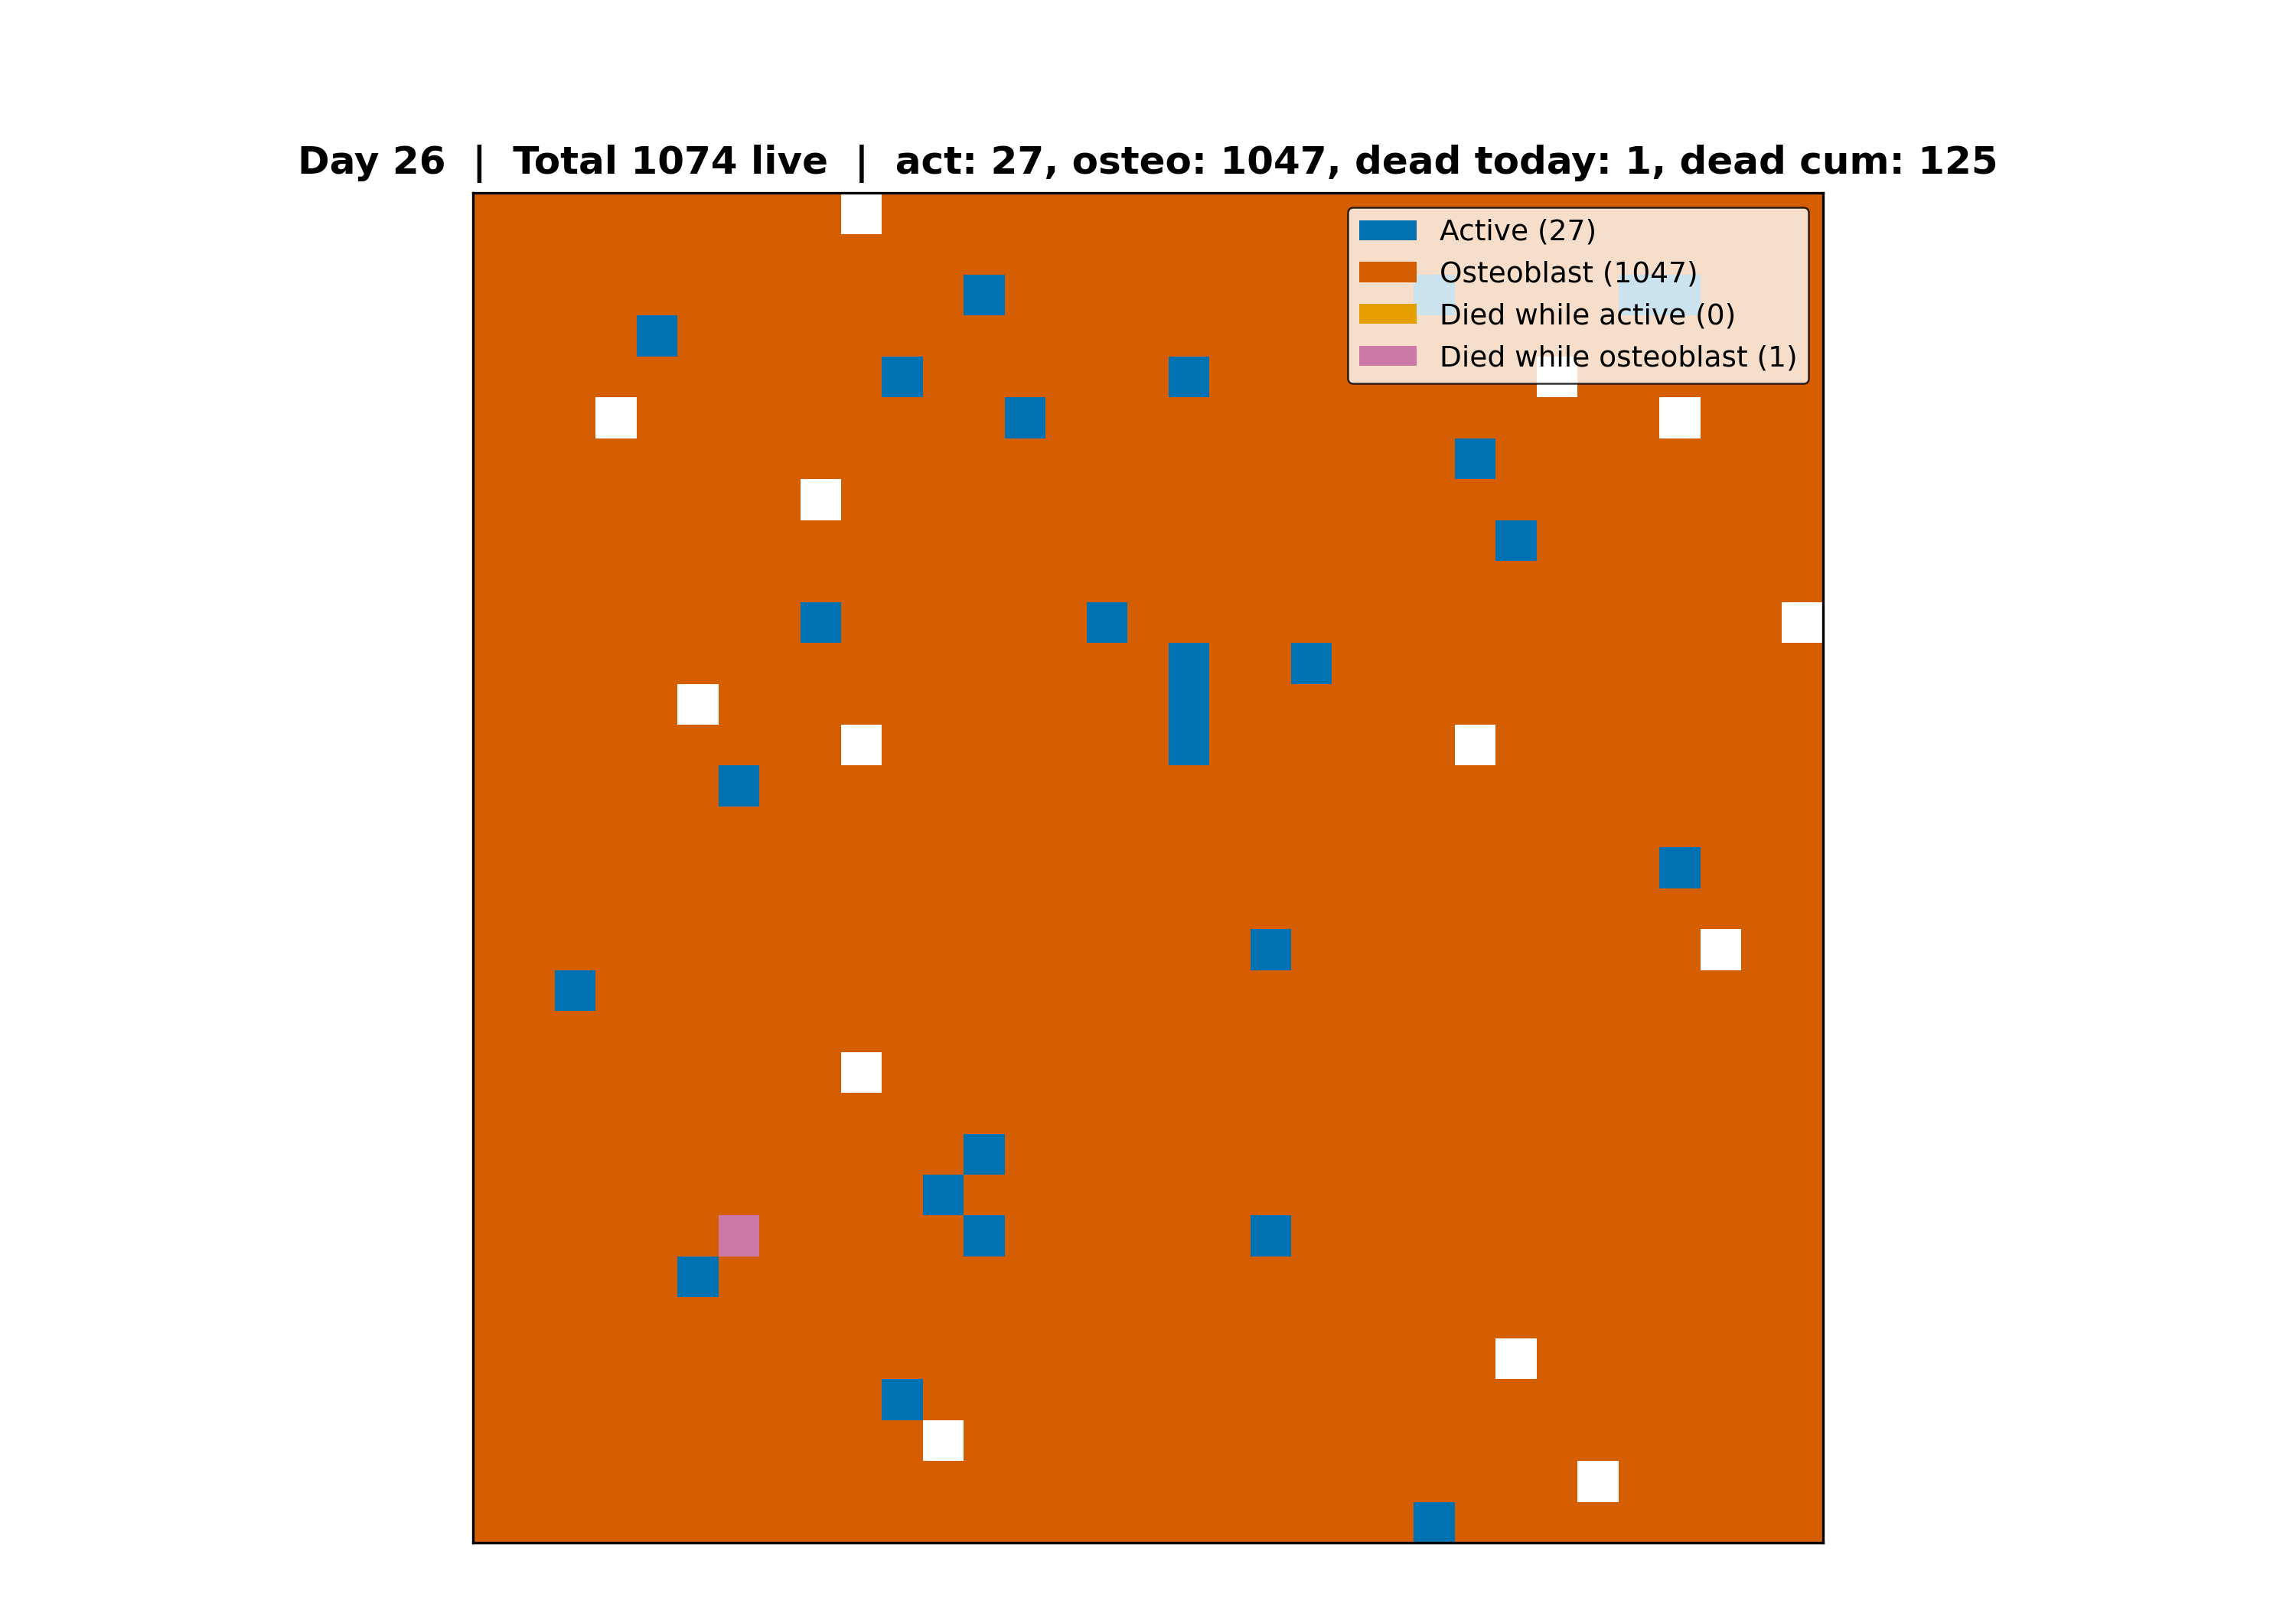 Day 26 | Total 1074 live | act: 27, osteo: 1047, dead today: 1, dead cum: 125
Active (27)
Osteoblast (1047)
Died while active (0)
Died while osteoblast (1)